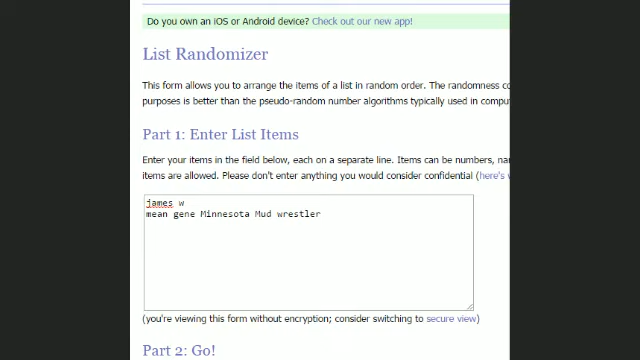 Do you own an iOS or Android device? Check out our new app!
List Randomizer
This form allows you to arrange the items of a list in random order. The randomness co
purposes is better than the pseudo-random number algorithms typically used in compu
Part 1: Enter List Items
Enter your items in the field below, each on a separate line. Items can be numbers, nar
items are allowed. Please don't enter anything you would consider confidential (here's v
james w
mean gene Minnesota Mud wrestler
(you're viewing this form without encryption; consider switching to secure view)
Part 2: Go!